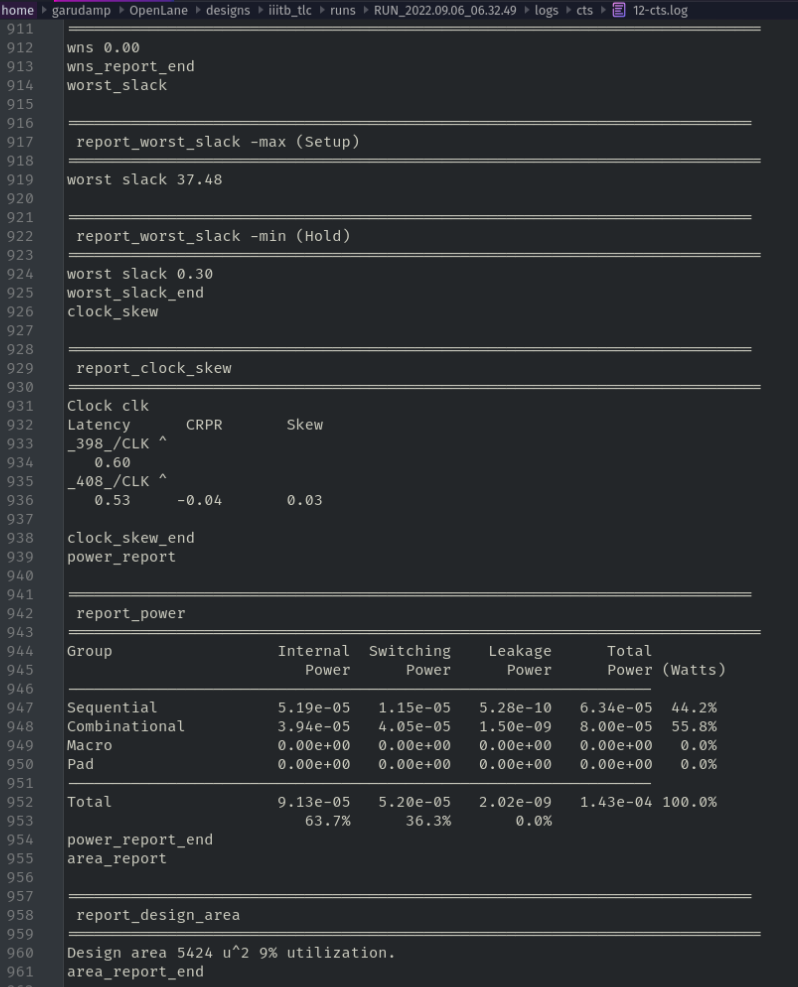 home garudamp OpenLane designs iiitb_tlc runs RUN_2022.09.06_06.32.49 logs cts 12-cts.log
911 ===========================================================================
912 wns 0.00
913 wns_report_end
914 worst_slack
915
916 ===========================================================================
917 report_worst_slack -max (Setup)
918 ============================================================================
919 worst slack 37.48
920
921 ===========================================================================
922 report_worst_slack -min (Hold)
923 ============================================================================
924 worst slack 0.30
925 worst_slack_end
926 clock_skew
927
928 ===========================================================================
929 report_clock_skew
930 ============================================================================
931 Clock clk
932 Latency CRPR Skew
933 _398_/CLK ^
934 0.60
935 _408_/CLK ^
936 0.53 -0.04 0.03
937
938 clock_skew_end
939 power_report
940
941 ===========================================================================
942 report_power
943 ============================================================================
944 Group Internal Switching Leakage Total
945 Power Power Power Power (Watts)
946 ----------------------------------------------------------------
947 Sequential 5.19e-05 1.15e-05 5.28e-10 6.34e-05 44.2%
948 Combinational 3.94e-05 4.05e-05 1.50e-09 8.00e-05 55.8%
949 Macro 0.00e+00 0.00e+00 0.00e+00 0.00e+00 0.0%
950 Pad 0.00e+00 0.00e+00 0.00e+00 0.00e+00 0.0%
951 ----------------------------------------------------------------
952 Total 9.13e-05 5.20e-05 2.02e-09 1.43e-04 100.0%
953 63.7% 36.3% 0.0%
954 power_report_end
955 area_report
956
957 ===========================================================================
958 report_design_area
959 ============================================================================
960 Design area 5424 u^2 9% utilization.
961 area_report_end